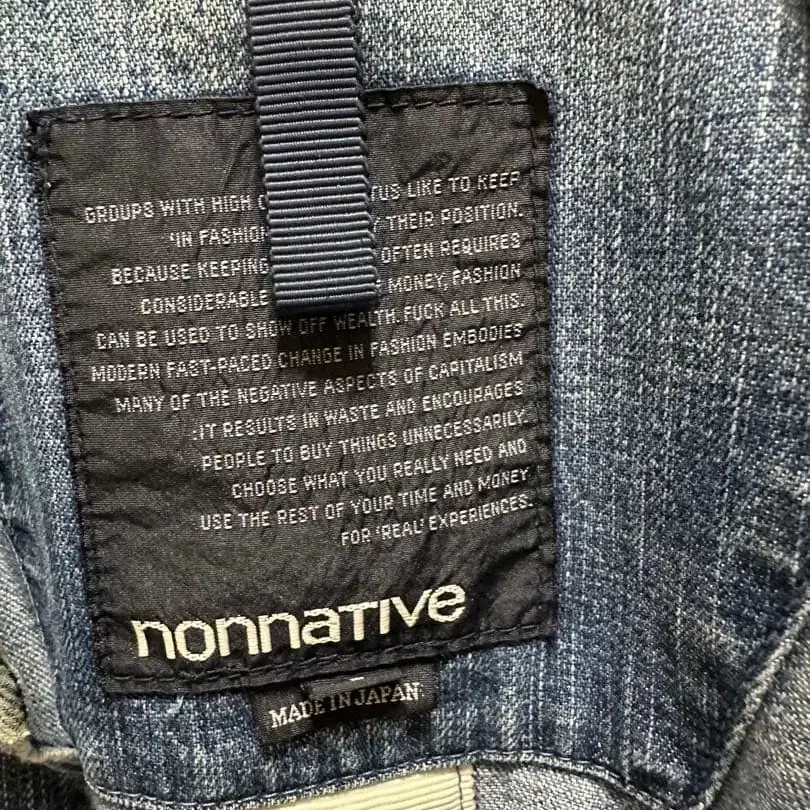 GROUPS WITH HIGH TUS LIKE TO KEEP
'IN FASHION THEIR POSITION.
BECAUSE KEEPING OFTEN REQUIRES
CONSIDERABLE MONEY, FASHION
CAN BE USED TO SHOW OFF WEALTH. FUCK ALL THIS.
MODERN FAST-PACED CHANGE IN FASHION EMBODIES
MANY OF THE NEGATIVE ASPECTS OF CAPITALISM
:IT RESULTS IN WASTE AND ENCOURAGES
PEOPLE TO BUY THINGS UNNECESSARILY.
CHOOSE WHAT YOU REALLY NEED AND
USE THE REST OF YOUR TIME AND MONEY
FOR 'REAL' EXPERIENCES.
nonnative
MADE IN JAPAN